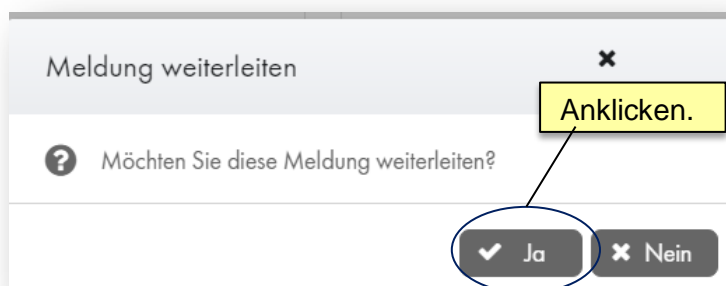 Meldung weiterleiten
Anklicken.
Möchten Sie diese Meldung weiterleiten?
Ja Nein